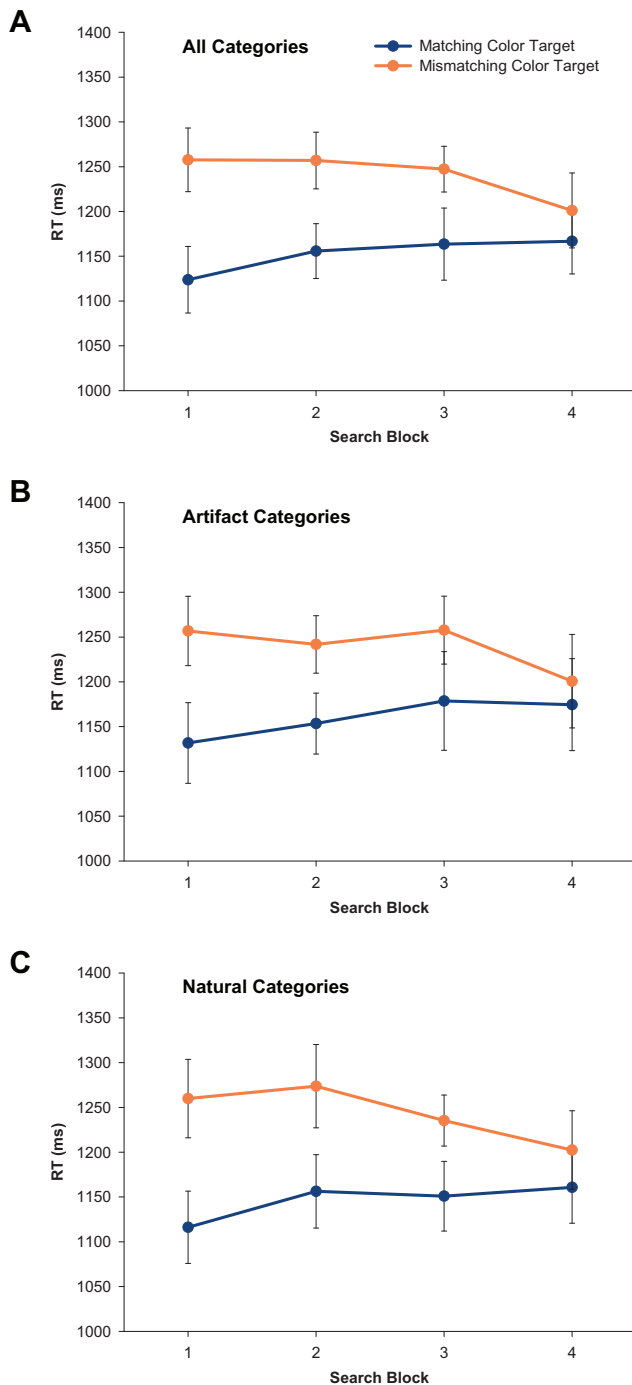 A
All Categories
Matching Color Target
Mismatching Color Target
1400
1350
1300
1250
1200
1150
1100
1050
1000
RT (ms)
1 2 3 4
Search Block
B
Artifact Categories
1400
1350
1300
1250
1200
1150
1100
1050
1000
RT (ms)
1 2 3 4
Search Block
C
Natural Categories
1400
1350
1300
1250
1200
1150
1100
1050
1000
RT (ms)
1 2 3 4
Search Block